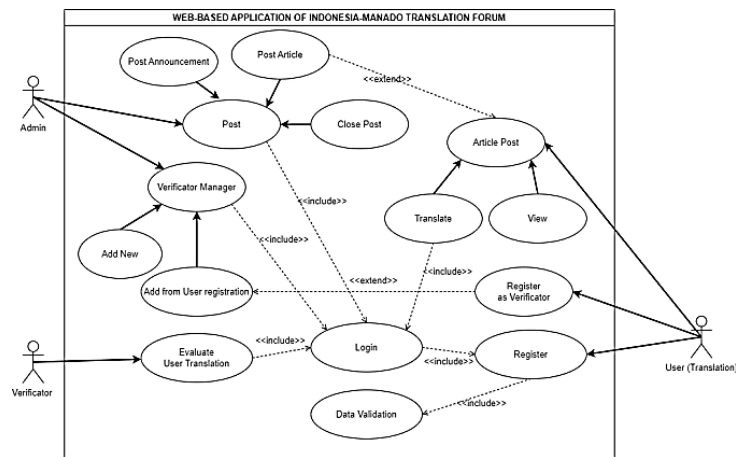 WEB-BASED APPLICATION OF INDONESIA-MANADO TRANSLATION FORUM
Post Announcement
Post Article
<<extend>>
Admin
Post
Close Post
Article Post
Verificator Manager
<<include>>
<<include>>
Translate
View
Add New
<<include>>
Add from User registration
<<extend>>
Register
as Verificator
Evaluate
User Translation
<<include>>
Login
<<include>>
Register
Verificator
User (Translation)
Data Validation
<<include>>